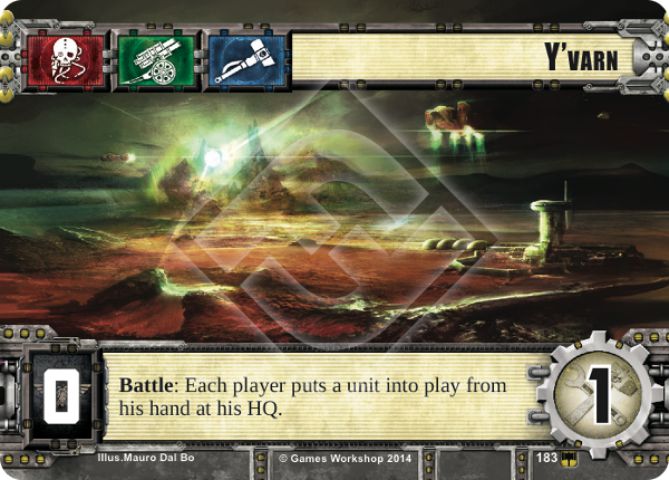 Y'VARN
0
Battle: Each player puts a unit into play from
his hand at his HQ.
1
Illus.Mauro Dal Bo
© Games Workshop 2014
183